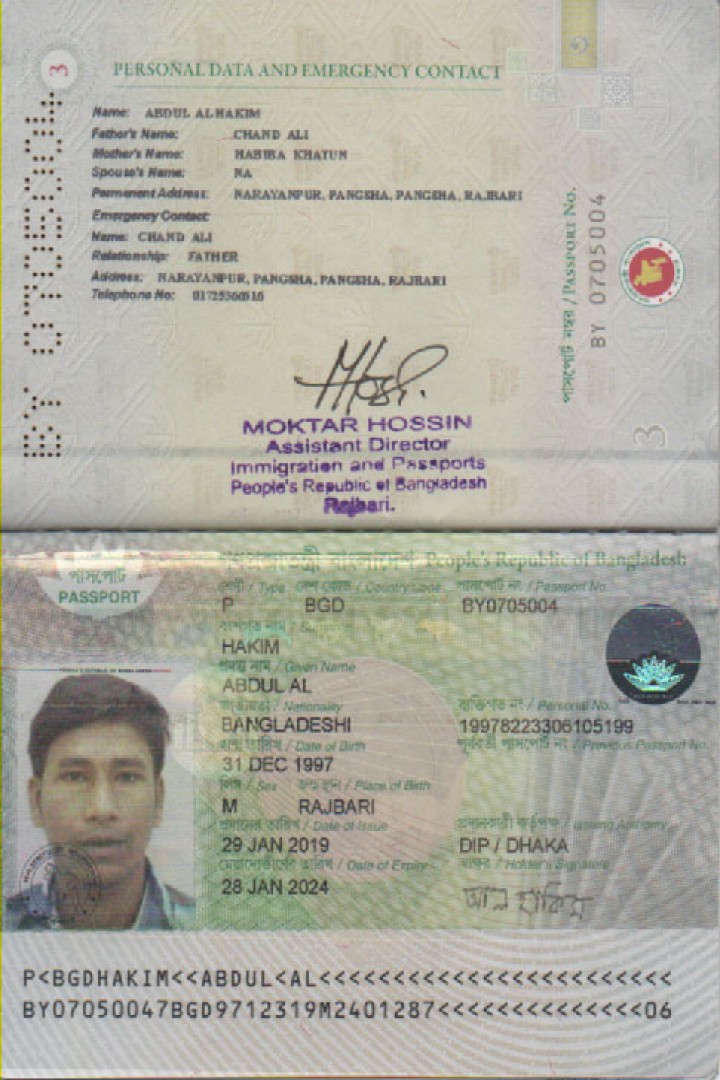 3
PERSONAL DATA AND EMERGENCY CONTACT
Name: ABDUL AL HAKIM
Father's Name: CHAND ALI
Mother's Name: HABIBA KHATUN
Spouse's Name: NA
Permanent Address: NARAYANPUR, PANGSHA, PANGSHA, RAJBARI
Emergency Contact:
Name: CHAND ALI
Relationship: FATHER
Address: NARAYANPUR, PANGSHA, PANGSHA, RAJBARI
Telephone No:
BY 0705004
পাসপোর্ট নম্বর / PASSPORT No.
BY 0705004
3
MOKTAR HOSSIN
Assistant Director
Immigration and Passports
People's Republic of Bangladesh
Rajbari.
গণপ্রজাতন্ত্রী বাংলাদেশ People's Republic of Bangladesh
পাসপোর্ট
PASSPORT
শ্রেণী / Type দেশ কোড / Country Code পাসপোর্ট নং / Passport No.
P BGD BY0705004
বংশগত নাম / Surname
HAKIM
প্রদত্ত নাম / Given Name
ABDUL AL
জাতীয়তা / Nationality ব্যক্তিগত নং / Personal No.
BANGLADESHI 19978223306105199
জন্ম তারিখ / Date of Birth পূর্ববর্তী পাসপোর্ট নং / Previous Passport No.
31 DEC 1997
লিঙ্গ / Sex জন্ম স্থান / Place of Birth
M RAJBARI
প্রদানের তারিখ / Date of Issue প্রদানকারী কর্তৃপক্ষ / Issuing Authority
29 JAN 2019 DIP / DHAKA
মেয়াদোত্তীর্ণের তারিখ / Date of Expiry স্বাক্ষর / Holder's Signature
28 JAN 2024 আল হাকিম
P<BGDHAKIM<<ABDUL<AL<<<<<<<<<<<<<<<<<<<<<<<<
BY07050047BGD9712319M2401287<<<<<<<<<<<<<<06